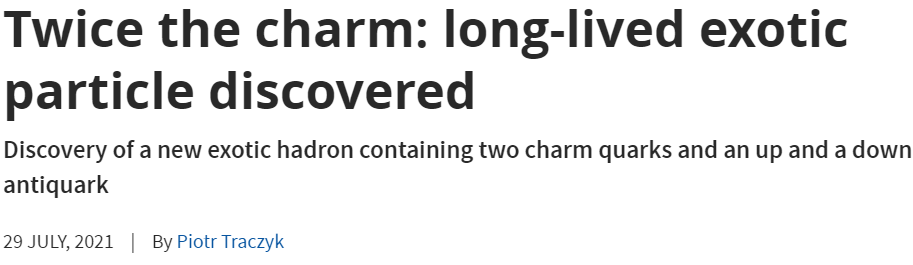 Twice the charm: long-lived exotic
particle discovered
Discovery of a new exotic hadron containing two charm quarks and an up and a down
antiquark
29 JULY, 2021 | By Piotr Traczyk